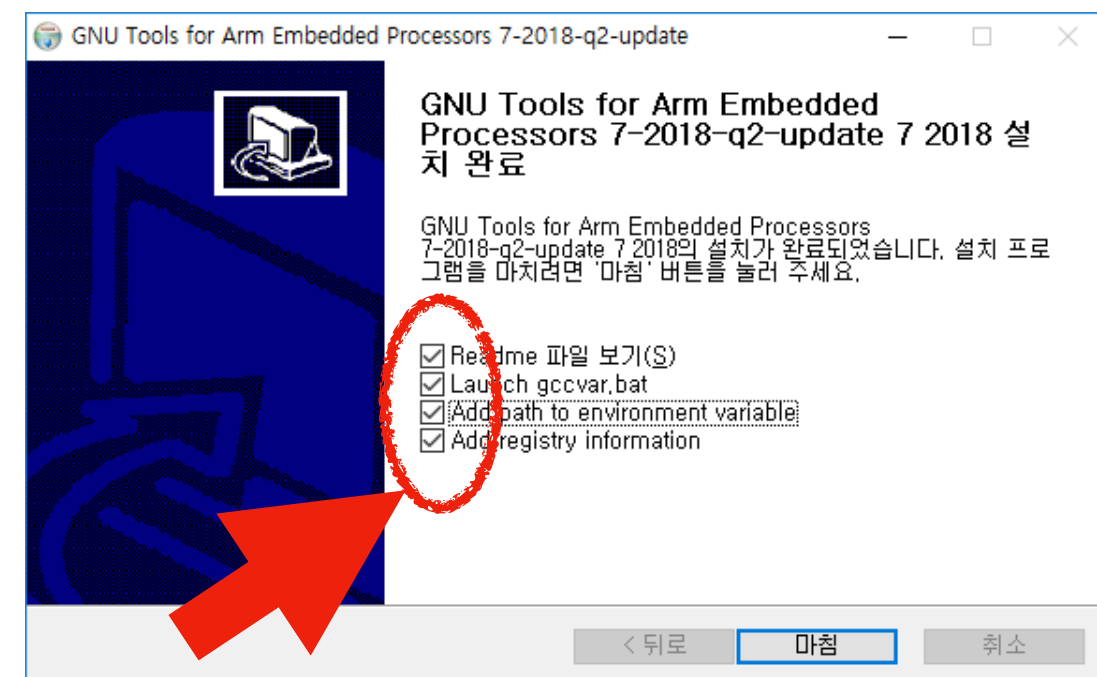 GNU Tools for Arm Embedded Processors 7-2018-q2-update
GNU Tools for Arm Embedded
Processors 7-2018-q2-update 7 2018 설
치 완료
GNU Tools for Arm Embedded Processors
7-2018-q2-update 7 2018의 설치가 완료되었습니다. 설치 프로
그램을 마치려면 '마침' 버튼을 눌러 주세요.
Readme 파일 보기(S)
Launch gccvar.bat
Add path to environment variable
Add registry information
< 뒤로
마침
취소